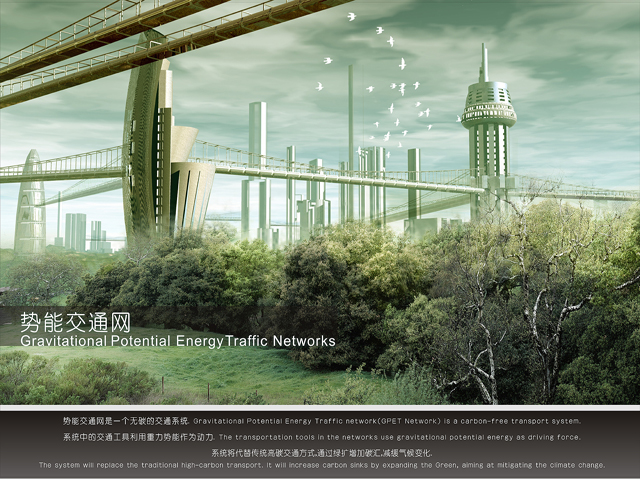 势能交通网
Gravitational Potential Energy Traffic Networks
势能交通网是一个无碳的交通系统. Gravitational Potential Energy Traffic network(GPET Network) is a carbon-free transport system.
系统中的交通工具利用重力势能作为动力. The transportation tools in the networks use gravitational potential energy as driving force.
系统将代替传统高碳交通方式,通过绿扩增加碳汇,减缓气候变化.
The system will replace the traditional high-carbon transport. It will increase carbon sinks by expanding the Green, aiming at mitigating the climate change.